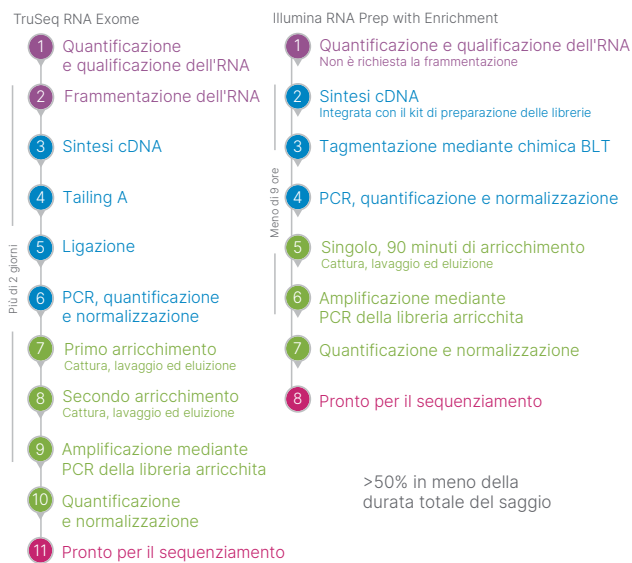 TruSeq RNA Exome
1
Quantificazione
e qualificazione dell'RNA
2
Frammentazione dell'RNA
3
Sintesi cDNA
4
Tailing A
5
Ligazione
6
PCR, quantificazione
e normalizzazione
7
Primo arricchimento
Cattura, lavaggio ed eluizione
8
Secondo arricchimento
Cattura, lavaggio ed eluizione
9
Amplificazione mediante
PCR della libreria arricchita
10
Quantificazione
e normalizzazione
11
Pronto per il sequenziamento
Più di 2 giorni
Illumina RNA Prep with Enrichment
1
Quantificazione e qualificazione dell'RNA
Non è richiesta la frammentazione
2
Sintesi cDNA
Integrata con il kit di preparazione delle librerie
3
Tagmentazione mediante chimica BLT
4
PCR, quantificazione e normalizzazione
5
Singolo, 90 minuti di arricchimento
Cattura, lavaggio ed eluizione
6
Amplificazione mediante
PCR della libreria arricchita
7
Quantificazione e normalizzazione
8
Pronto per il sequenziamento
Meno di 9 ore
>50% in meno della
durata totale del saggio